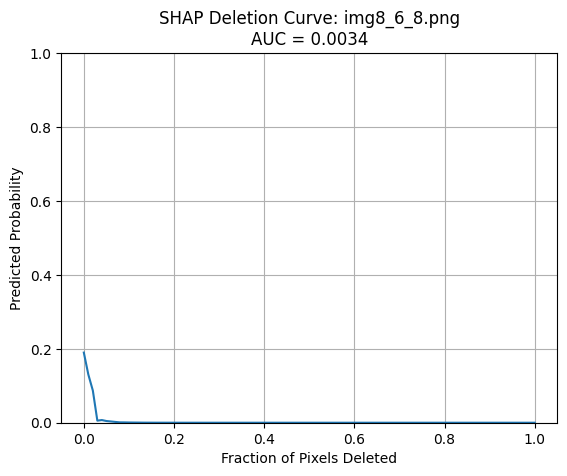 SHAP Deletion Curve: img8_6_8.png
AUC = 0.0034
1.0
0.8
0.6
0.4
0.2
0.0
Predicted Probability
0.0 0.2 0.4 0.6 0.8 1.0
Fraction of Pixels Deleted